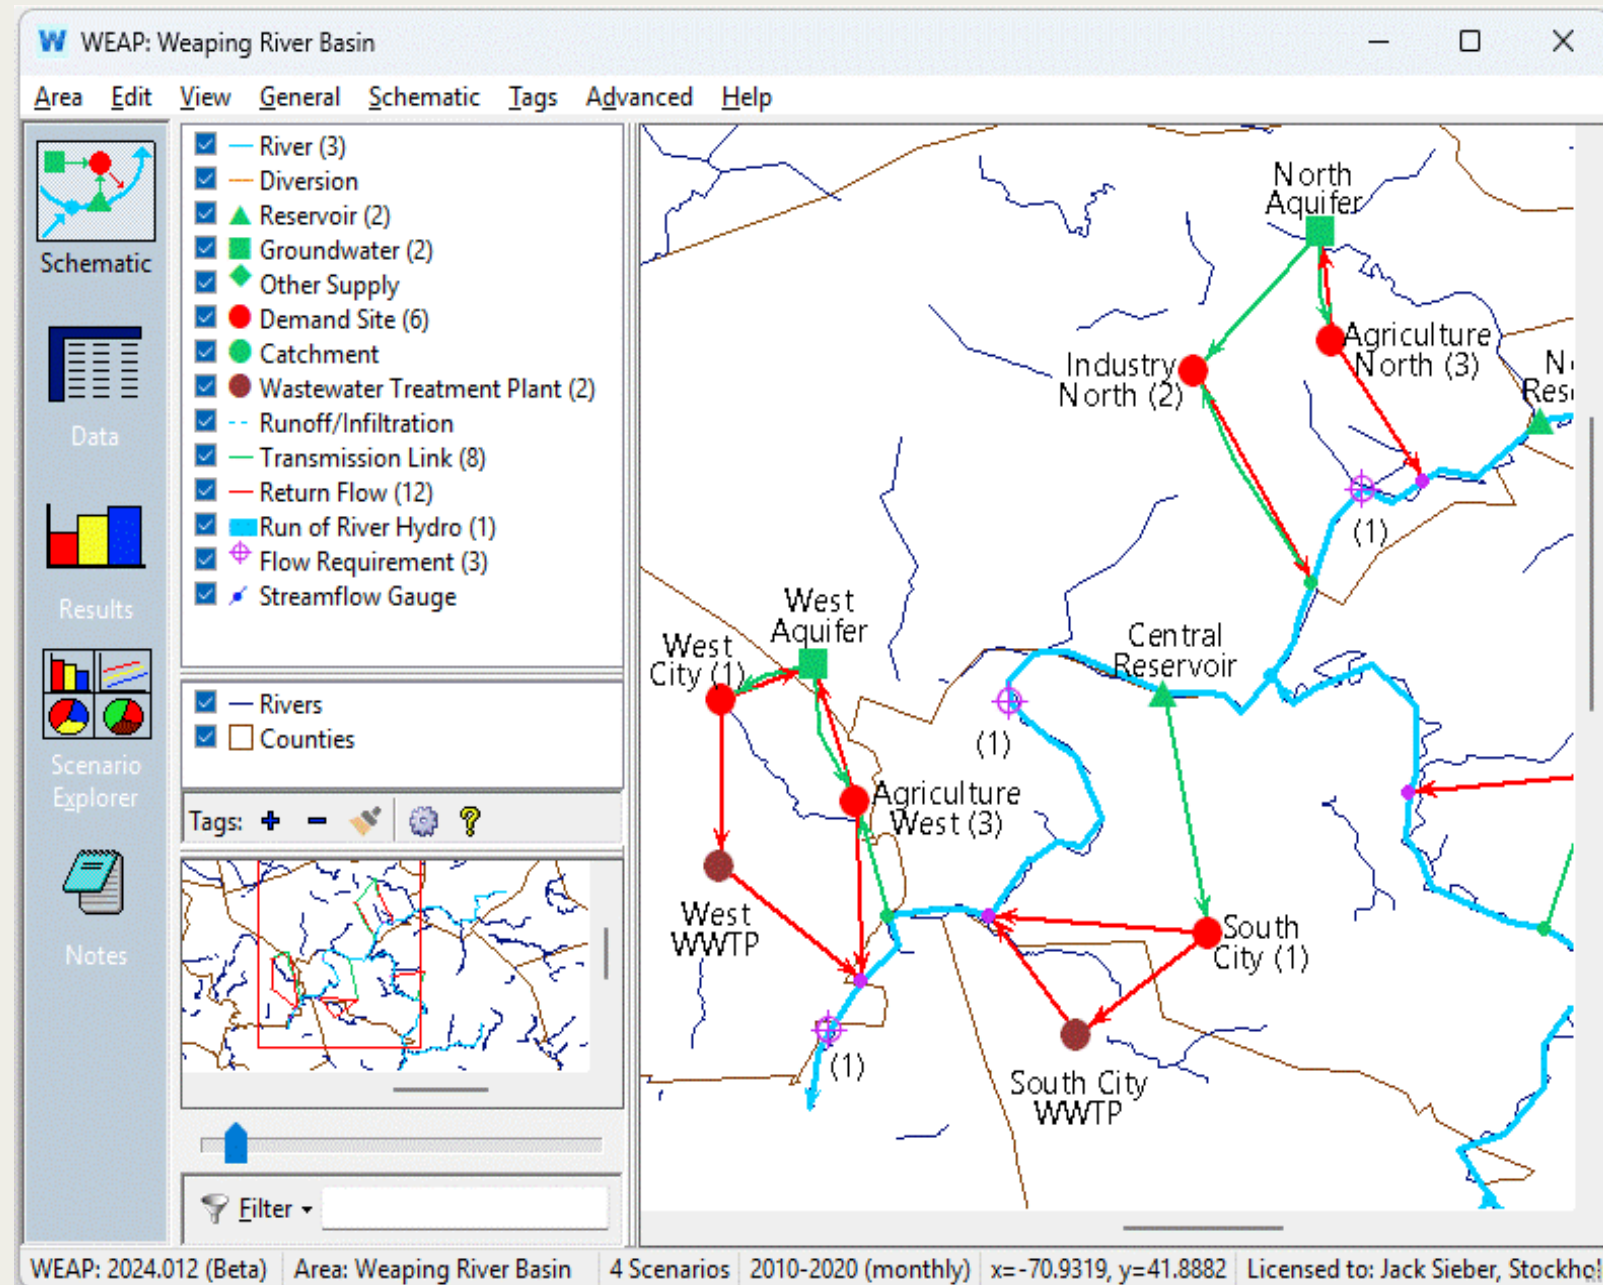 WEAP: Weaping River Basin
Area Edit View General Schematic Tags Advanced Help
Schematic
Data
Results
Scenario
Explorer
Notes
River (3)
Diversion
Reservoir (2)
Groundwater (2)
Other Supply
Demand Site (6)
Catchment
Wastewater Treatment Plant (2)
Runoff/Infiltration
Transmission Link (8)
Return Flow (12)
Run of River Hydro (1)
Flow Requirement (3)
Streamflow Gauge
Rivers
Counties
Tags:
Filter
North
Aquifer
Agriculture
North (3)
Industry
North (2)
(1)
West
Aquifer
West
City (1)
Central
Reservoir
(1)
Agriculture
West (3)
West
WWTP
South
City (1)
(1)
South City
WWTP
WEAP: 2024.012 (Beta) Area: Weaping River Basin 4 Scenarios 2010-2020 (monthly) x=-70.9319, y=41.8882 Licensed to: Jack Sieber,